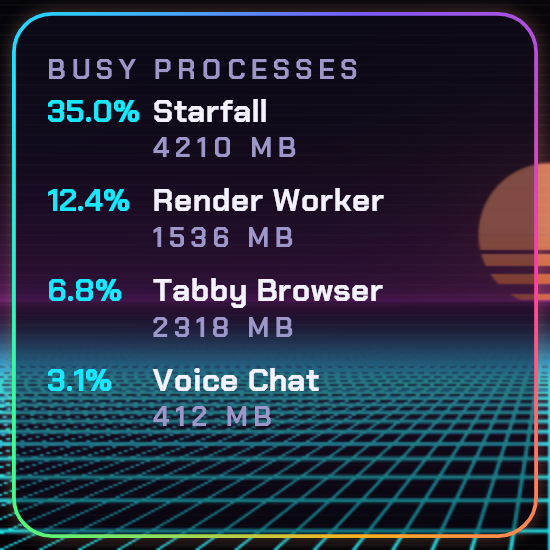 BUSY PROCESSES
35.0% Starfall
4210 MB
12.4% Render Worker
1536 MB
6.8% Tabby Browser
2318 MB
3.1% Voice Chat
412 MB